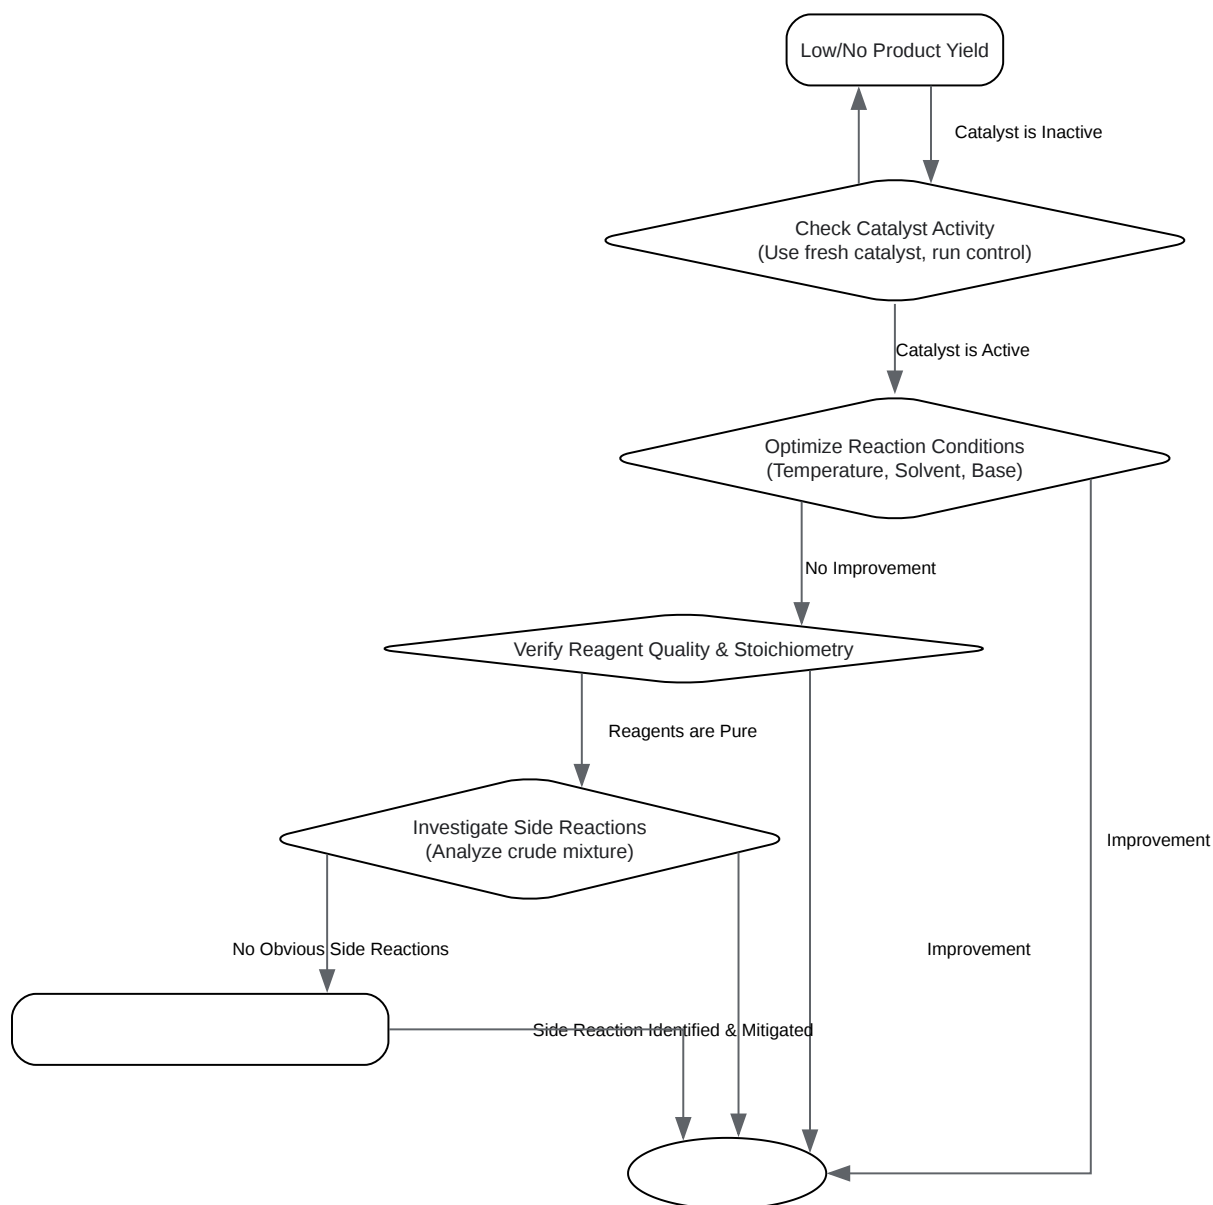 Low/No Product Yield
Catalyst is Inactive
Check Catalyst Activity
(Use fresh catalyst, run control)
Catalyst is Active
Optimize Reaction Conditions
(Temperature, Solvent, Base)
No Improvement
Verify Reagent Quality & Stoichiometry
Reagents are Pure
Investigate Side Reactions
(Analyze crude mixture)
Improvement
No Obvious Side Reactions
Improvement
Side Reaction Identified & Mitigated